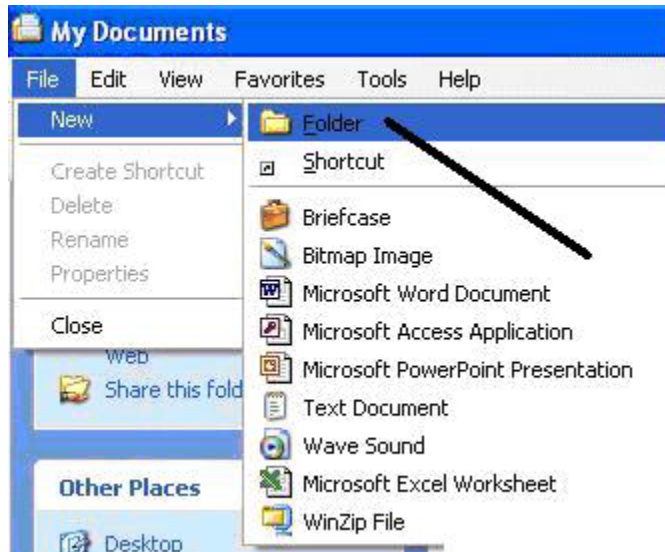 My Documents
File Edit View Favorites Tools Help
New
Create Shortcut
Delete
Rename
Properties
Close
Folder
Shortcut
Briefcase
Bitmap Image
Microsoft Word Document
Microsoft Access Application
Microsoft PowerPoint Presentation
Text Document
Wave Sound
Microsoft Excel Worksheet
WinZip File
Web
Share this fold
Other Places
Desktop